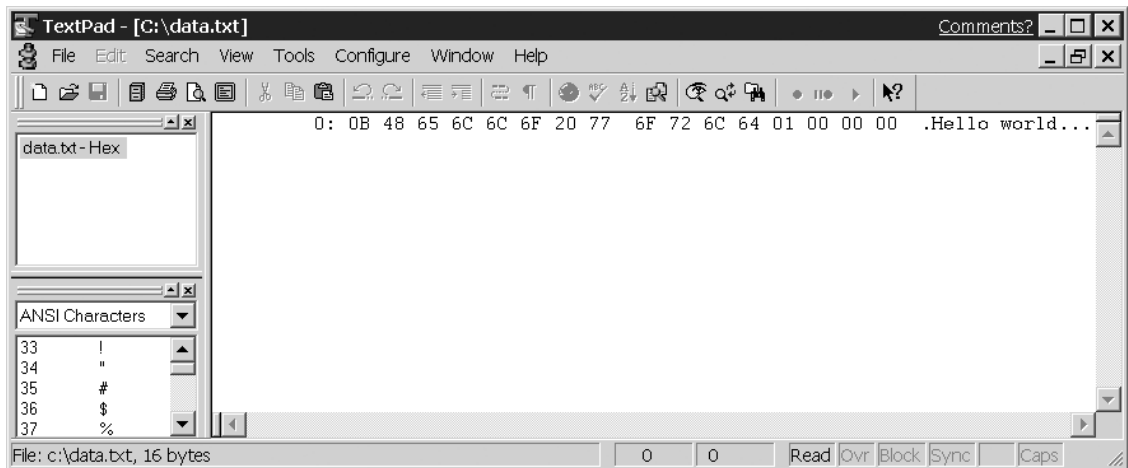 TextPad - [C:\data.txt]
Comments?
File Edit Search View Tools Configure Window Help
data.txt - Hex
0: 0B 48 65 6C 6C 6F 20 77 6F 72 6C 64 01 00 00 00 .Hello world...
ANSI Characters
33 !
34 "
35 #
36 $
37 %
File: c:\data.txt, 16 bytes
0 0 Read Ovr Block Sync Caps